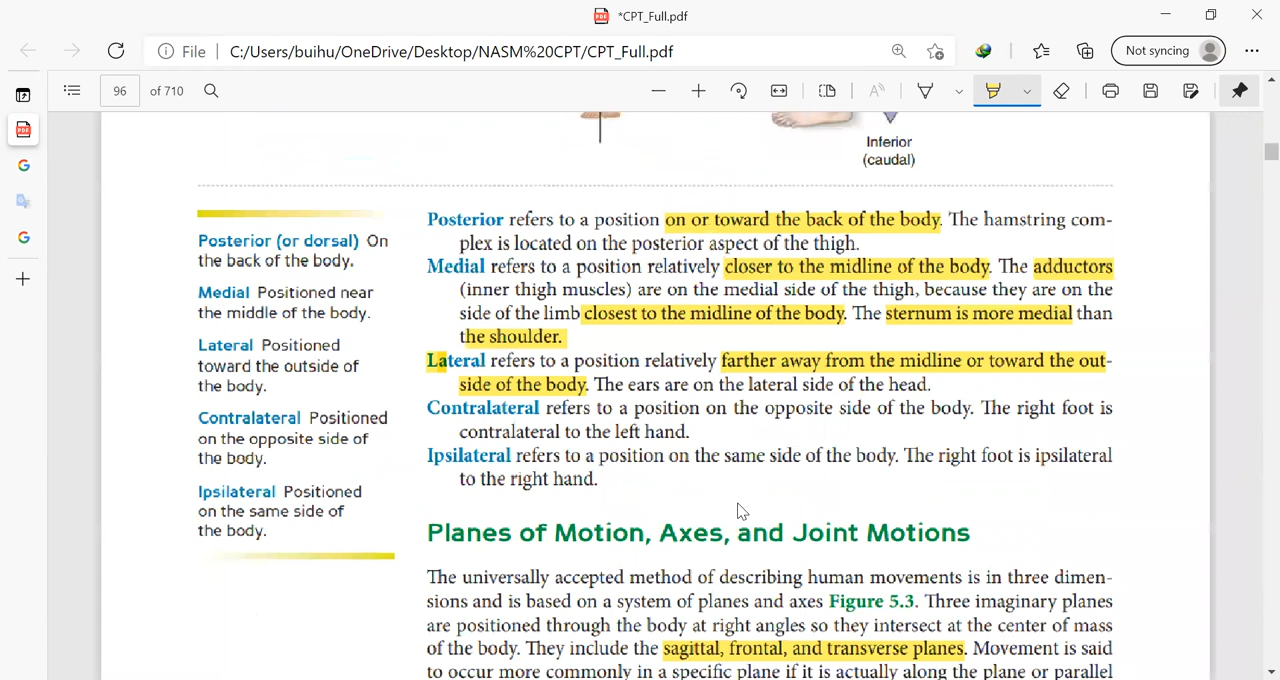 *CPT_Full.pdf
File | C:/Users/buihu/OneDrive/Desktop/NASM%20CPT/CPT_Full.pdf
Not syncing
96 of 710
Inferior
(caudal)
Posterior (or dorsal) On
the back of the body.
Medial Positioned near
the middle of the body.
Lateral Positioned
toward the outside of
the body.
Contralateral Positioned
on the opposite side of
the body.
Ipsilateral Positioned
on the same side of
the body.
Posterior refers to a position on or toward the back of the body. The hamstring com-
plex is located on the posterior aspect of the thigh.
Medial refers to a position relatively closer to the midline of the body. The adductors
(inner thigh muscles) are on the medial side of the thigh, because they are on the
side of the limb closest to the midline of the body. The sternum is more medial than
the shoulder.
Lateral refers to a position relatively farther away from the midline or toward the out-
side of the body. The ears are on the lateral side of the head.
Contralateral refers to a position on the opposite side of the body. The right foot is
contralateral to the left hand.
Ipsilateral refers to a position on the same side of the body. The right foot is ipsilateral
to the right hand.
Planes of Motion, Axes, and Joint Motions
The universally accepted method of describing human movements is in three dimen-
sions and is based on a system of planes and axes Figure 5.3. Three imaginary planes
are positioned through the body at right angles so they intersect at the center of mass
of the body. They include the sagittal, frontal, and transverse planes. Movement is said
to occur more commonly in a specific plane if it is actually along the plane or parallel